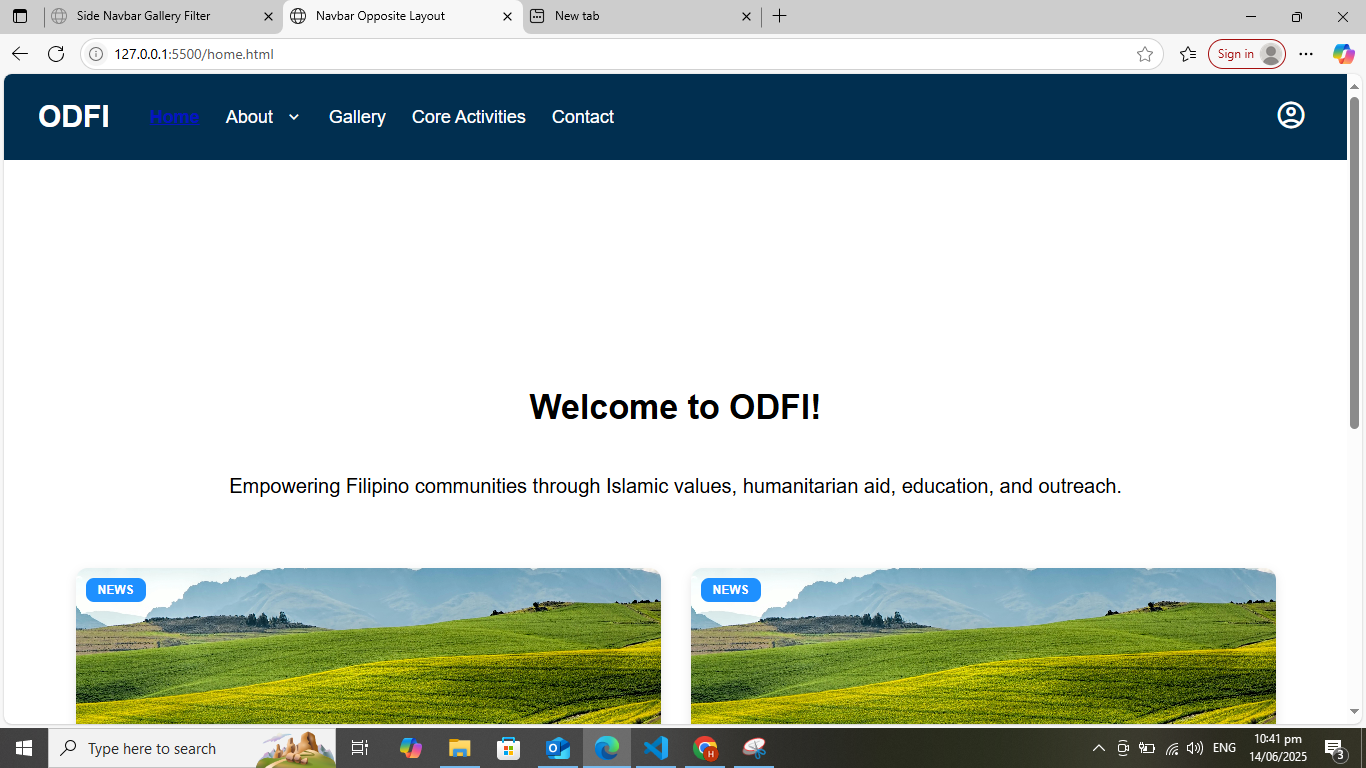 Side Navbar Gallery Filter
Navbar Opposite Layout
New tab
127.0.0.1:5500/home.html
Sign in
ODFI
Home
About
Gallery
Core Activities
Contact
Welcome to ODFI!
Empowering Filipino communities through Islamic values, humanitarian aid, education, and outreach.
NEWS
NEWS
Type here to search
ENG
10:41 pm
14/06/2025
3